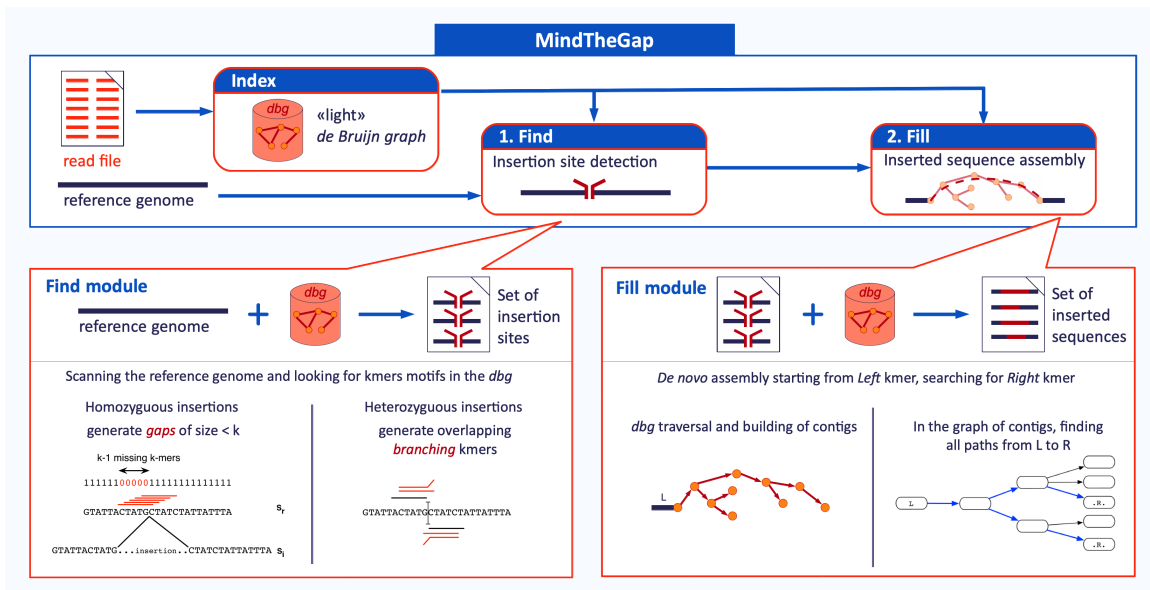 MindTheGap
Index
dbg
«light»
de Bruijn graph
read file
reference genome
1. Find
Insertion site detection
2. Fill
Inserted sequence assembly
Find module
reference genome
+
dbg
Set of
insertion
sites
Scanning the reference genome and looking for kmers motifs in the dbg
Homozyguous insertions
generate gaps of size < k
k-1 missing k-mers
1111110000011111111111111
GTATTACTATGCTATCTATTATTTA
sr
GTATTACTATG...insertion..CTATCTATTATTTA
si
Heterozyguous insertions
generate overlapping
branching kmers
GTATTACTATGCTATCTATTATTTA
Fill module
+
dbg
Set of
inserted
sequences
De novo assembly starting from Left kmer, searching for Right kmer
dbg traversal and building of contigs
L
In the graph of contigs, finding
all paths from L to R
L
.R.
.R.